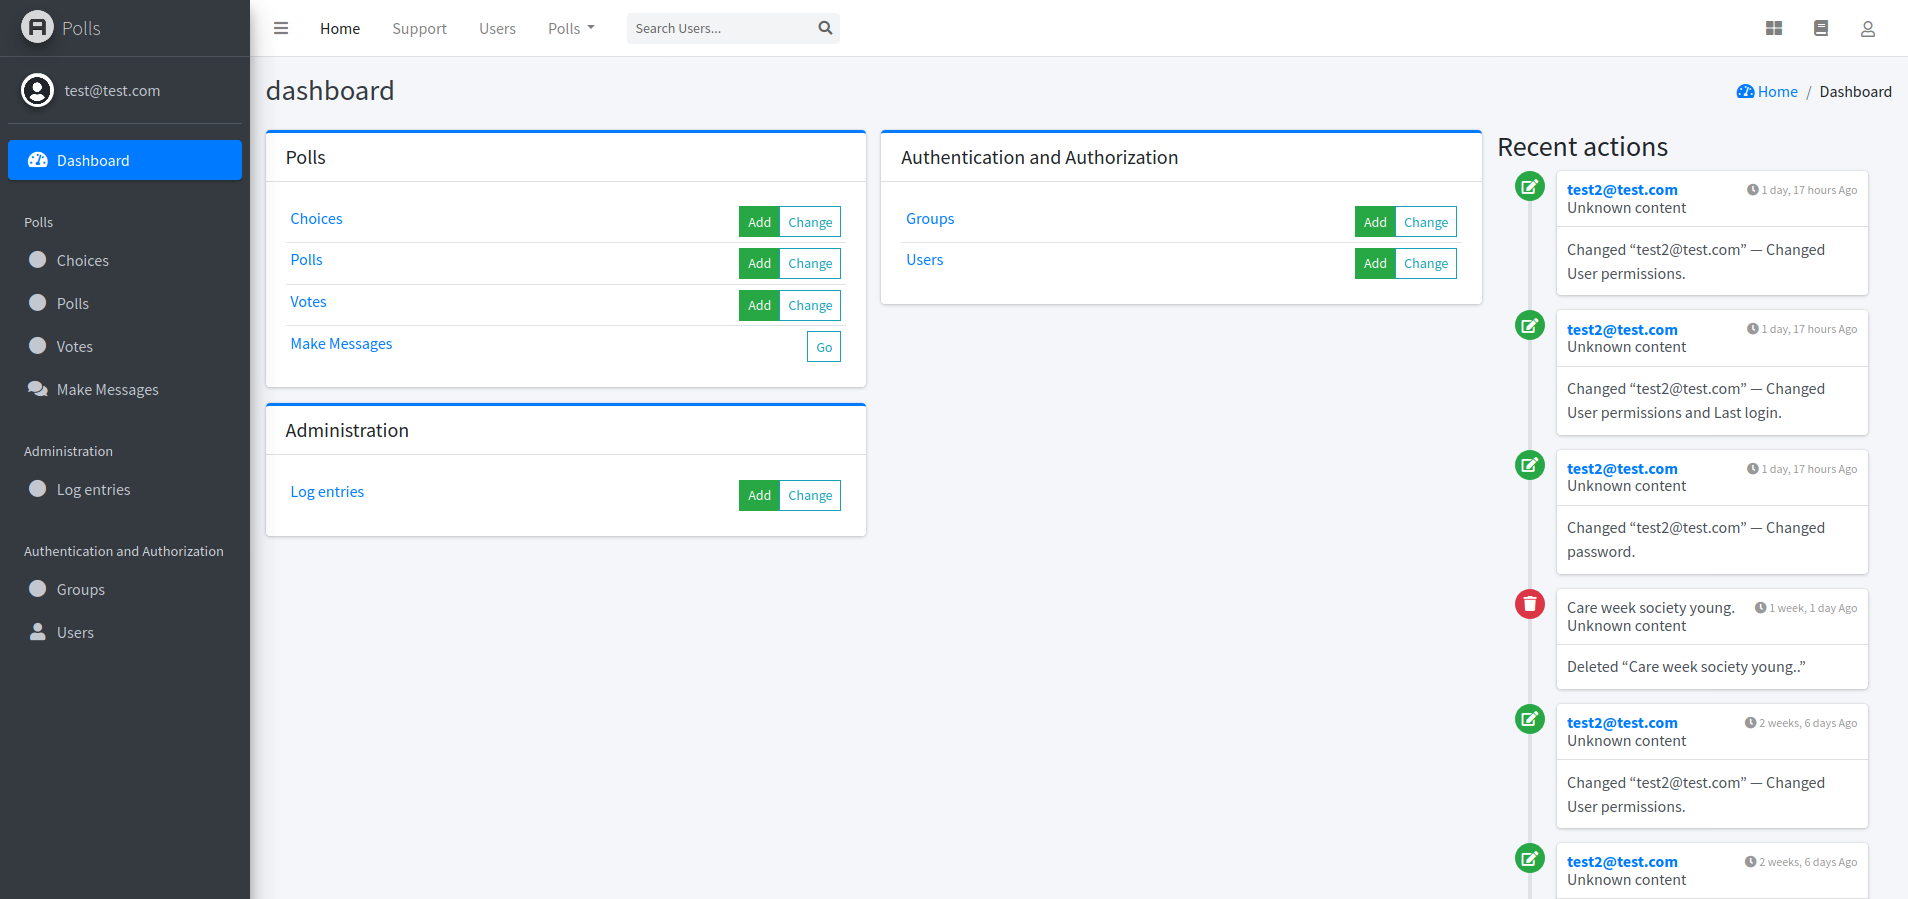 Polls
test@test.com
Dashboard
Polls
Choices
Polls
Votes
Make Messages
Administration
Log entries
Authentication and Authorization
Groups
Users
Home Support Users Polls Search Users...
dashboard
Home / Dashboard
Polls
Choices Add Change
Polls Add Change
Votes Add Change
Make Messages Go
Administration
Log entries Add Change
Authentication and Authorization
Groups Add Change
Users Add Change
Recent actions
test2@test.com 1 day, 17 hours Ago
Unknown content
Changed “test2@test.com” — Changed
User permissions.
test2@test.com 1 day, 17 hours Ago
Unknown content
Changed “test2@test.com” — Changed
User permissions and Last login.
test2@test.com 1 day, 17 hours Ago
Unknown content
Changed “test2@test.com” — Changed
password.
Care week society young. 1 week, 1 day Ago
Unknown content
Deleted “Care week society young..”
test2@test.com 2 weeks, 6 days Ago
Unknown content
Changed “test2@test.com” — Changed
User permissions.
test2@test.com 2 weeks, 6 days Ago
Unknown content